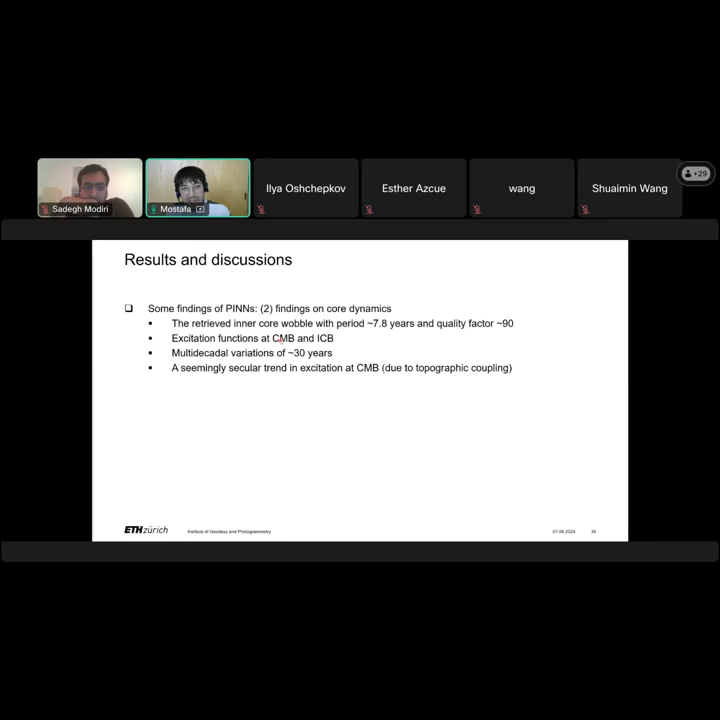 +29
Sadegh Modiri
Mostafa
Ilya Oshchepkov
Esther Azcue
wang
Shuaimin Wang
Results and discussions
Some findings of PINNs: (2) findings on core dynamics
The retrieved inner core wobble with period ~7.8 years and quality factor ~90
Excitation functions at CMB and ICB
Multidecadal variations of ~30 years
A seemingly secular trend in excitation at CMB (due to topographic coupling)
ETH zürich
Institute of Geodesy and Photogrammetry
07.08.2024
39